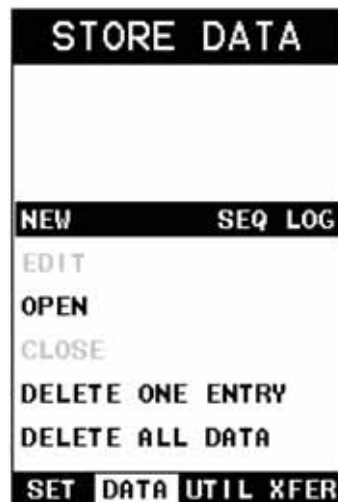 STORE DATA
NEW SEQ LOG
EDIT
OPEN
CLOSE
DELETE ONE ENTRY
DELETE ALL DATA
SET DATA UTIL XFER